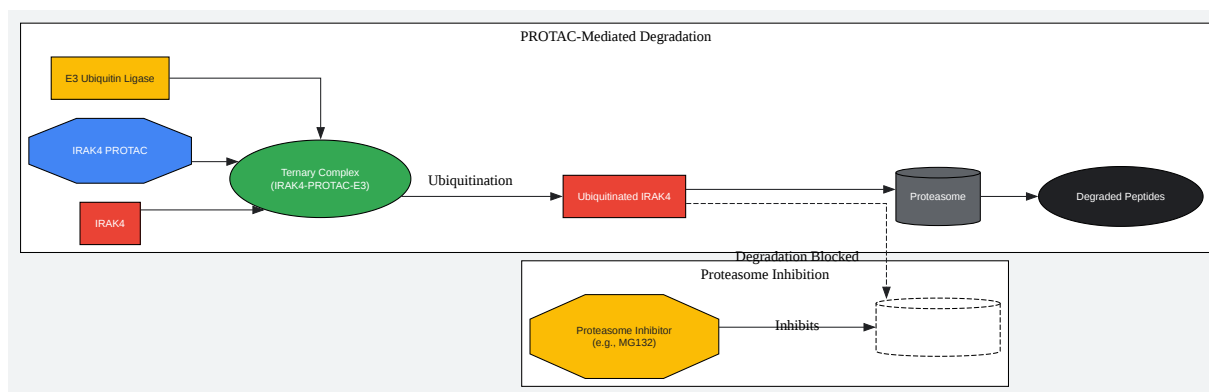 PROTAC-Mediated Degradation
E3 Ubiquitin Ligase
IRAK4 PROTAC
IRAK4
Ternary Complex
(IRAK4-PROTAC-E3)
Ubiquitination
Ubiquitinated IRAK4
Proteasome
Degraded Peptides
Degradation Blocked
Proteasome Inhibition
Proteasome Inhibitor
(e.g., MG132)
Inhibits